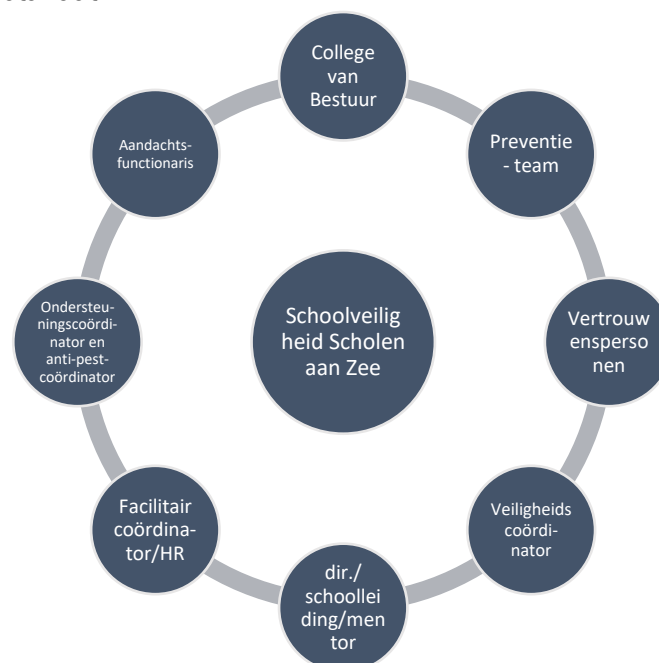 College
van
Bestuur
Preventie
- team
Vertrouw
enspersо
nen
Veiligheids
coördi-
nator
dir./
schoollei
ding/men
tor
Facilitair
coördina-
tor/HR
Ondersteu-
ningscoördi-
nator en
anti-pest-
coördinator
Aandachts-
functionaris
Schoolveilig
heid Scholen
aan Zee